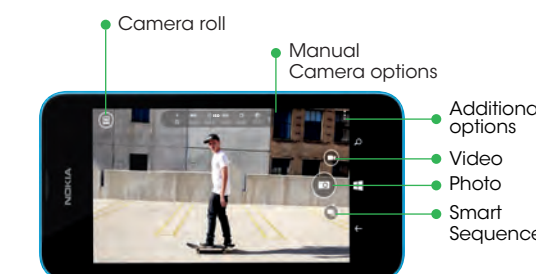 Camera roll
Manual
Camera options
Additiona
options
Video
Photo
Smart
Sequence
NOKIA